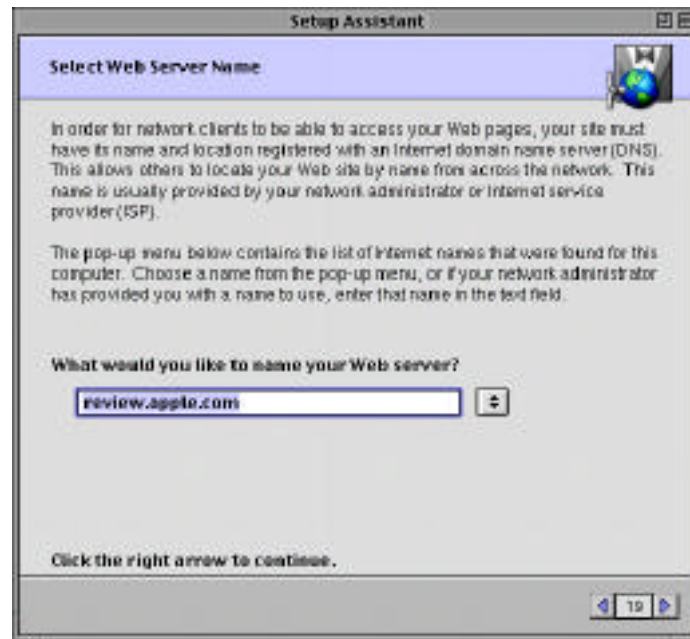 Setup Assistant
Select Web Server Name
In order for network clients to be able to access your Web pages, your site must
have its name and location registered with an Internet domain name server (DNS).
This allows others to locate your Web site by name from across the network. This
name is usually provided by your network administrator or Internet service
provider (ISP).
The pop-up menu below contains the list of Internet names that were found for this
computer. Choose a name from the pop-up menu, or if your network administrator
has provided you with a name to use, enter that name in the text field.
What would you like to name your Web server?
review.apple.com
Click the right arrow to continue.
19